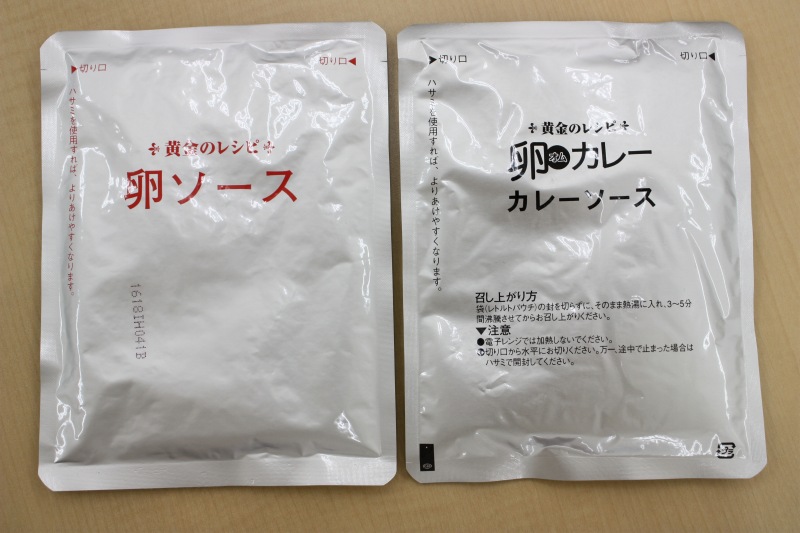 ▶切り口
切り口◀
ハサミを使用すれば、よりあけやすくなります。
黄金のレシピ
卵ソース
1618IH041B
▶切り口
切り口◀
ハサミを使用すれば、よりあけやすくなります。
黄金のレシピ
卵オムカレー
カレーソース
召し上がり方
袋(レトルトパウチ)の封を切らずに、そのまま熱湯に入れ、3〜5分
間沸騰させてからお召し上がりください。
▼注意
●電子レンジでは加熱しないでください。
切り口から水平にお切りください。万一、途中で止まった場合は
ハサミで開封してください。
プラ